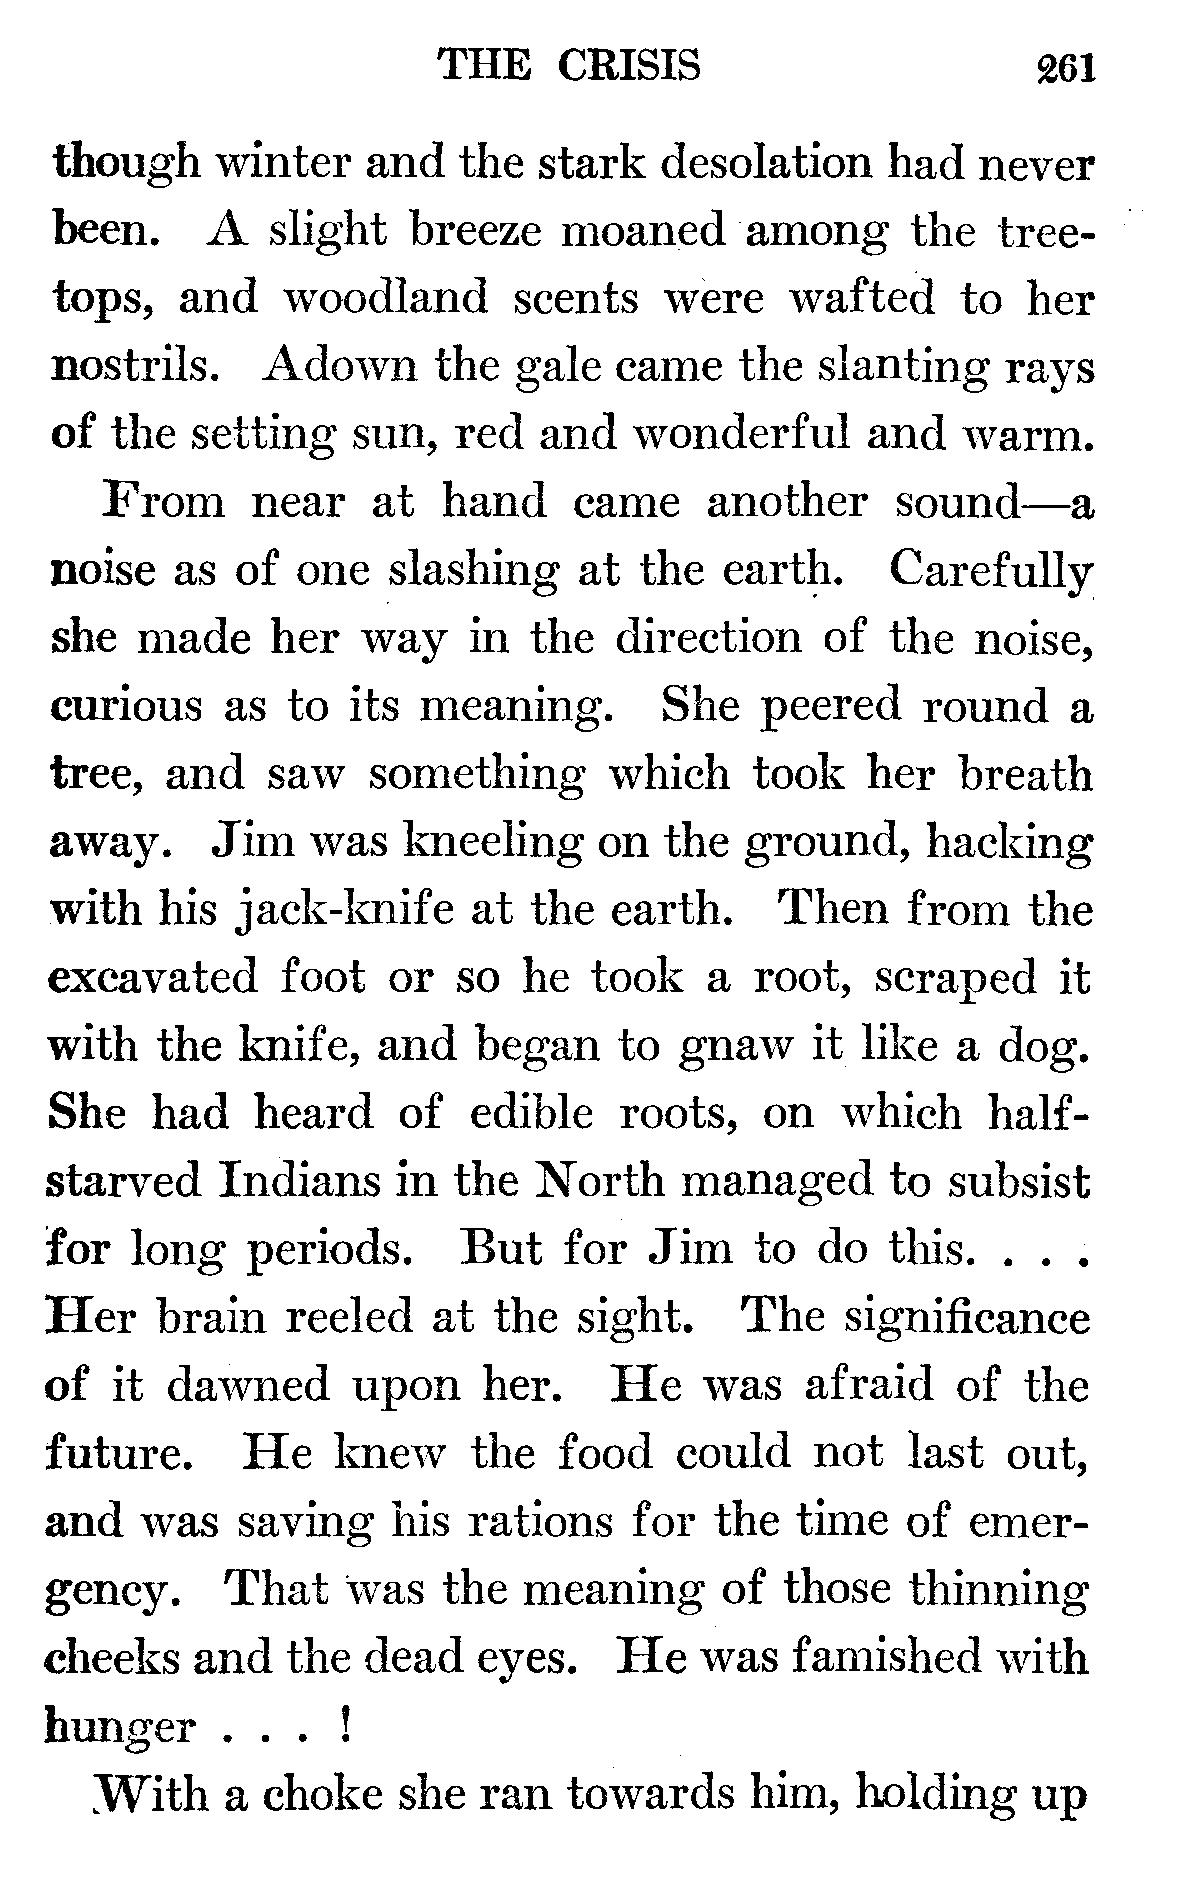 THE CRISIS 261
though winter and the stark desolation had never
been. A slight breeze moaned among the tree-
tops, and woodland scents were wafted to her
nostrils. Adown the gale came the slanting rays
of the setting sun, red and wonderful and warm.
From near at hand came another sound—a
noise as of one slashing at the earth. Carefully
she made her way in the direction of the noise,
curious as to its meaning. She peered round a
tree, and saw something which took her breath
away. Jim was kneeling on the ground, hacking
with his jack-knife at the earth. Then from the
excavated foot or so he took a root, scraped it
with the knife, and began to gnaw it like a dog.
She had heard of edible roots, on which half-
starved Indians in the North managed to subsist
for long periods. But for Jim to do this. . . .
Her brain reeled at the sight. The significance
of it dawned upon her. He was afraid of the
future. He knew the food could not last out,
and was saving his rations for the time of emer-
gency. That was the meaning of those thinning
cheeks and the dead eyes. He was famished with
hunger . . . !
With a choke she ran towards him, holding up